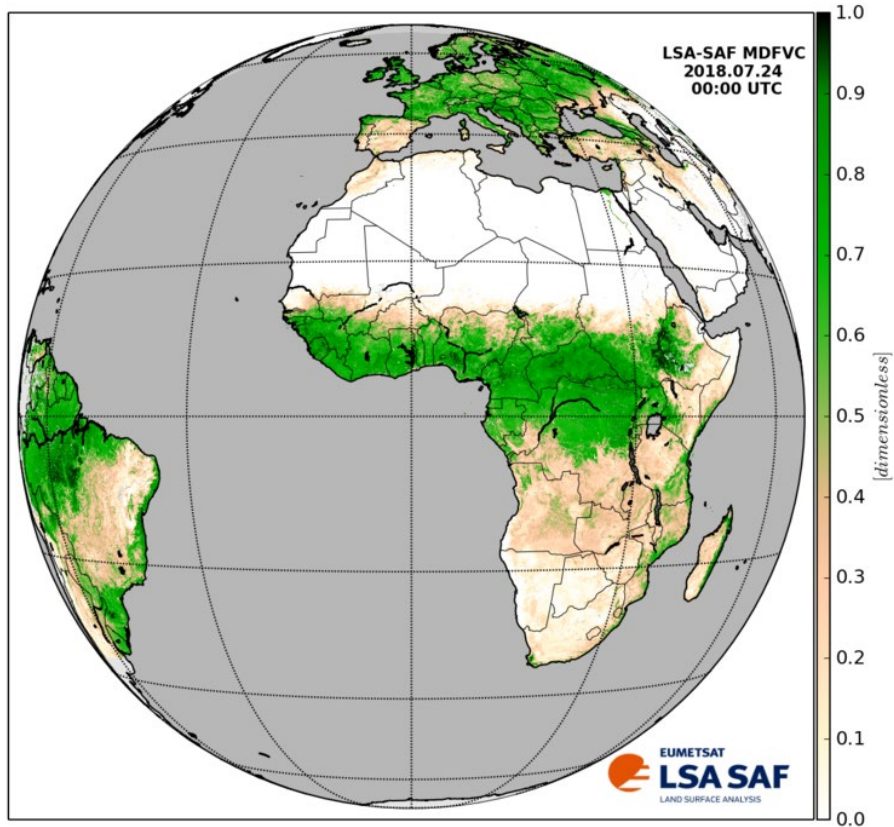 LSA-SAF MDFVC
2018.07.24
00:00 UTC
1.0
0.9
0.8
0.7
0.6
0.5
0.4
0.3
0.2
0.1
0.0
[dimensionless]
EUMETSAT
LSA SAF
LAND SURFACE ANALYSIS